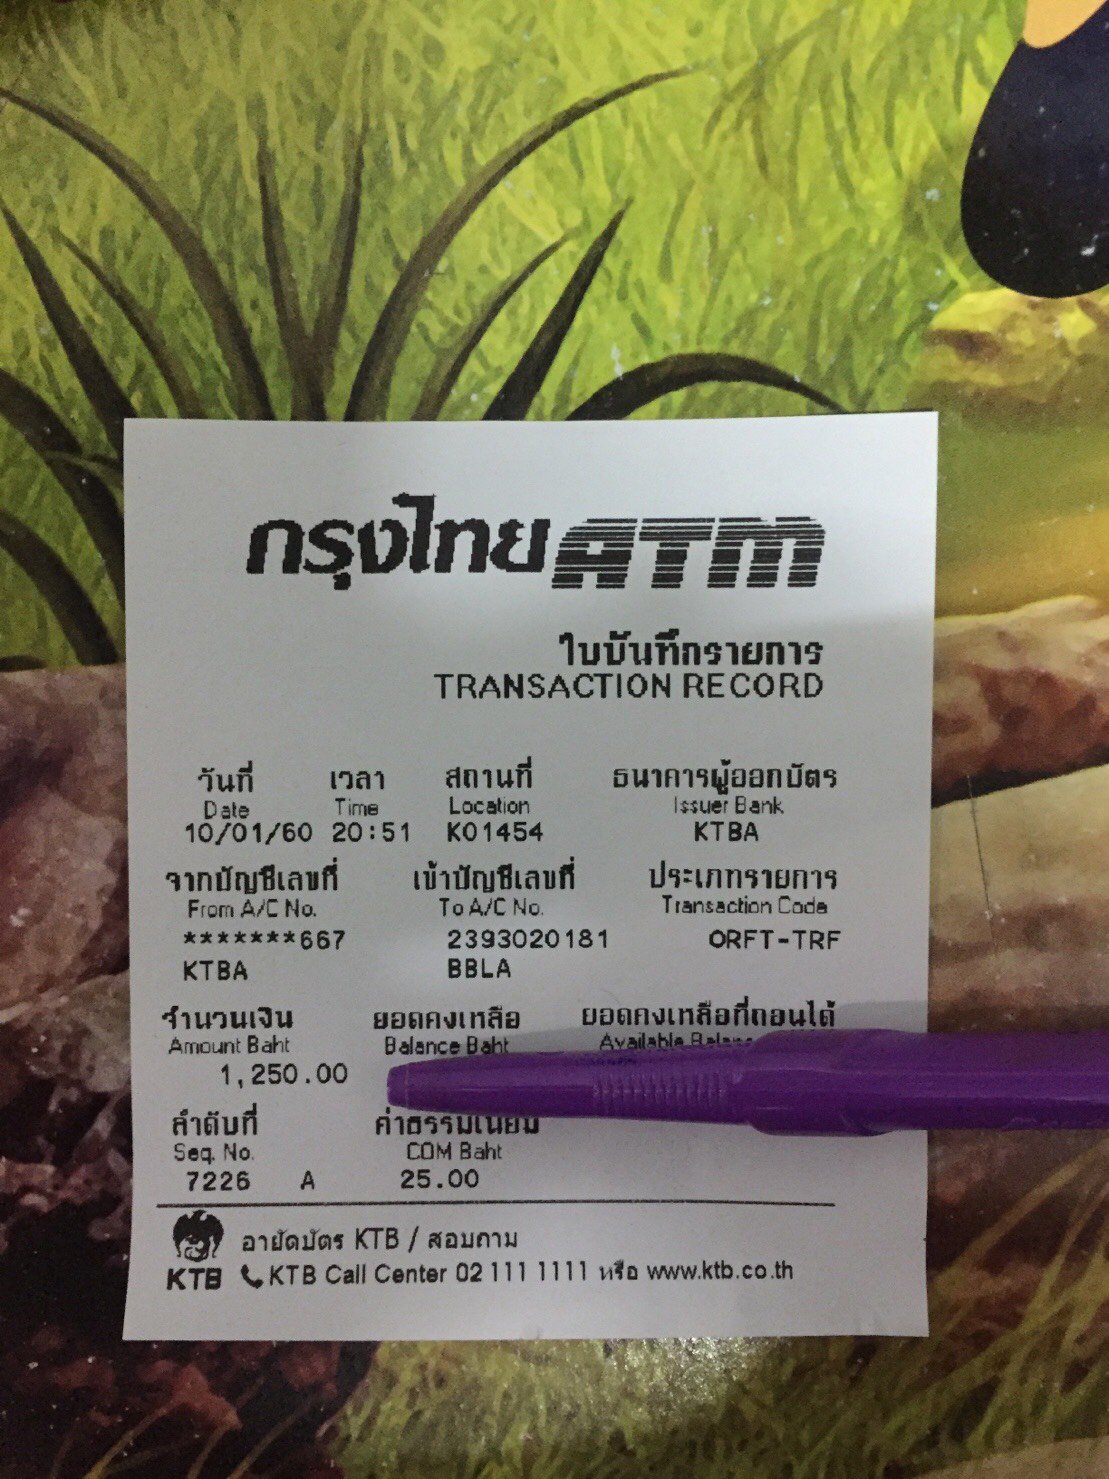 กรุงไทย ATM
ใบบันทึกรายการ
TRANSACTION RECORD
วันที่ เวลา สถานที่ ธนาคารผู้ออกบัตร
Date Time Location Issuer Bank
10/01/60 20:51 K01454 KTBA
จากบัญชีเลขที่ เข้าบัญชีเลขที่ ประเภทรายการ
From A/C No. To A/C No. Transaction Code
*******667 2393020181 ORFT-TRF
KTBA BBLA
จำนวนเงิน ยอดคงเหลือ ยอดคงเหลือที่ถอนได้
Amount Baht Balance Baht Available
1,250.00
ลำดับที่ ค่าธรรมเนียม
Seq. No. COM Baht
7226 A 25.00
อายัดบัตร KTB / สอบถาม
KTB KTB Call Center 02 111 1111 หรือ www.ktb.co.th